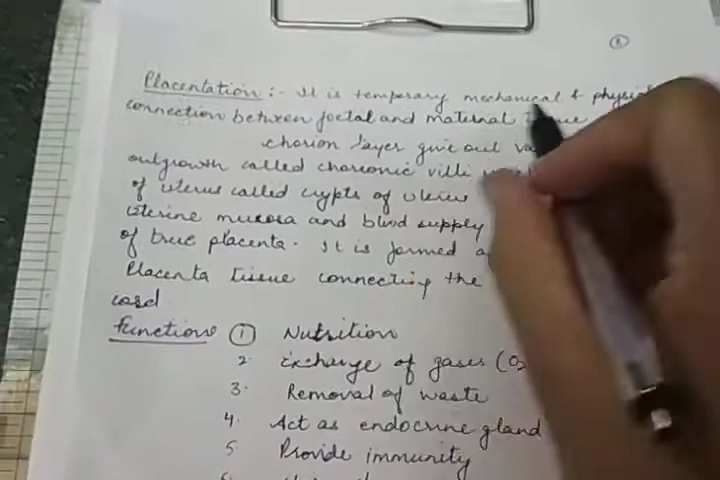 ①
Placentation :- It is temporary mechanical &
connection between foetal and maternal
chorion layer give out
outgrowth called chorionic villi
of uterus called crypts of uterus
uterine mucosa and blood supply
of true placenta. It is formed
Placenta tissue connecting the
cord
Functions ① Nutrition
2. Exchange of gases (O2
3. Removal of waste
4. Act as endocrine gland
5. Provide immunity